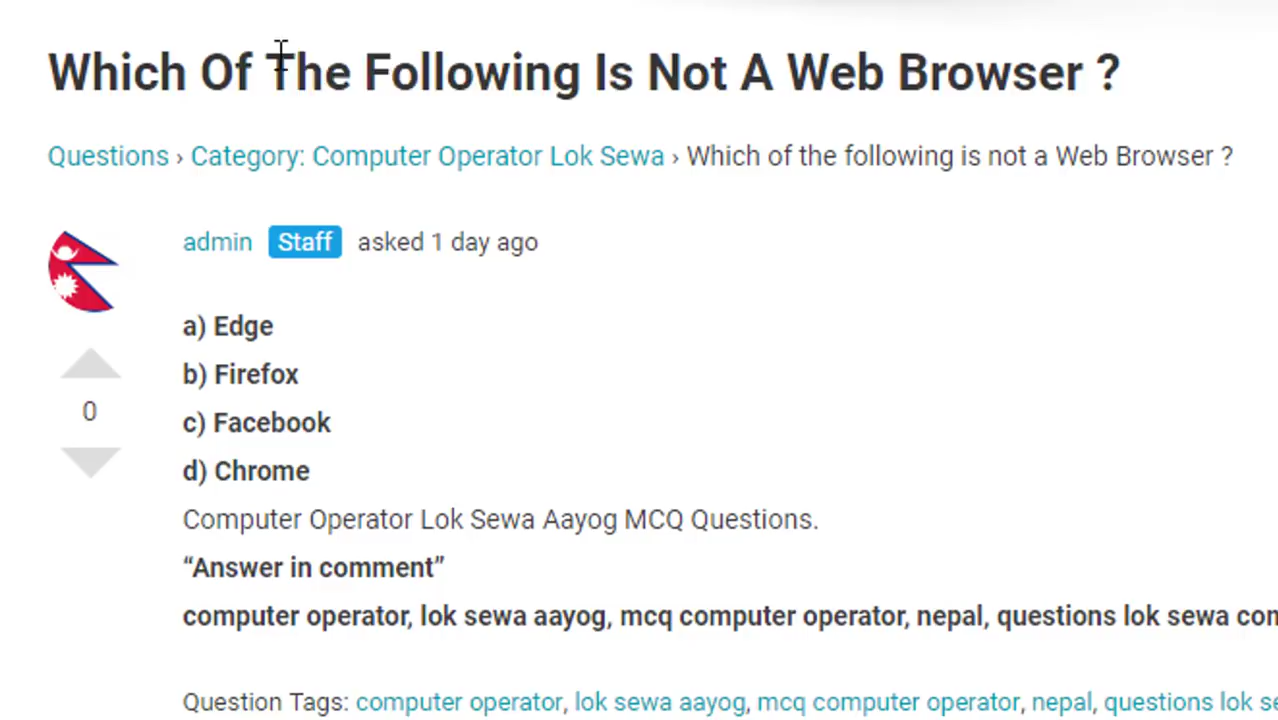 Which Of The Following Is Not A Web Browser ?
Questions › Category: Computer Operator Lok Sewa › Which of the following is not a Web Browser ?
admin Staff asked 1 day ago
a) Edge
b) Firefox
0
c) Facebook
d) Chrome
Computer Operator Lok Sewa Aayog MCQ Questions.
“Answer in comment”
computer operator, lok sewa aayog, mcq computer operator, nepal, questions lok sewa
Question Tags: computer operator, lok sewa aayog, mcq computer operator, nepal, questions lok